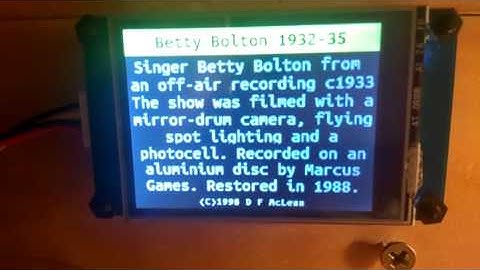 Betty Bolton 1932-35
Singer Betty Bolton from
an off-air recording c1933
The show was filmed with a
mirror-drum camera, flying
spot lighting and a
photocell. Recorded on an
aluminium disc by Marcus
Games. Restored in 1988.
(C)1998 D F McLean